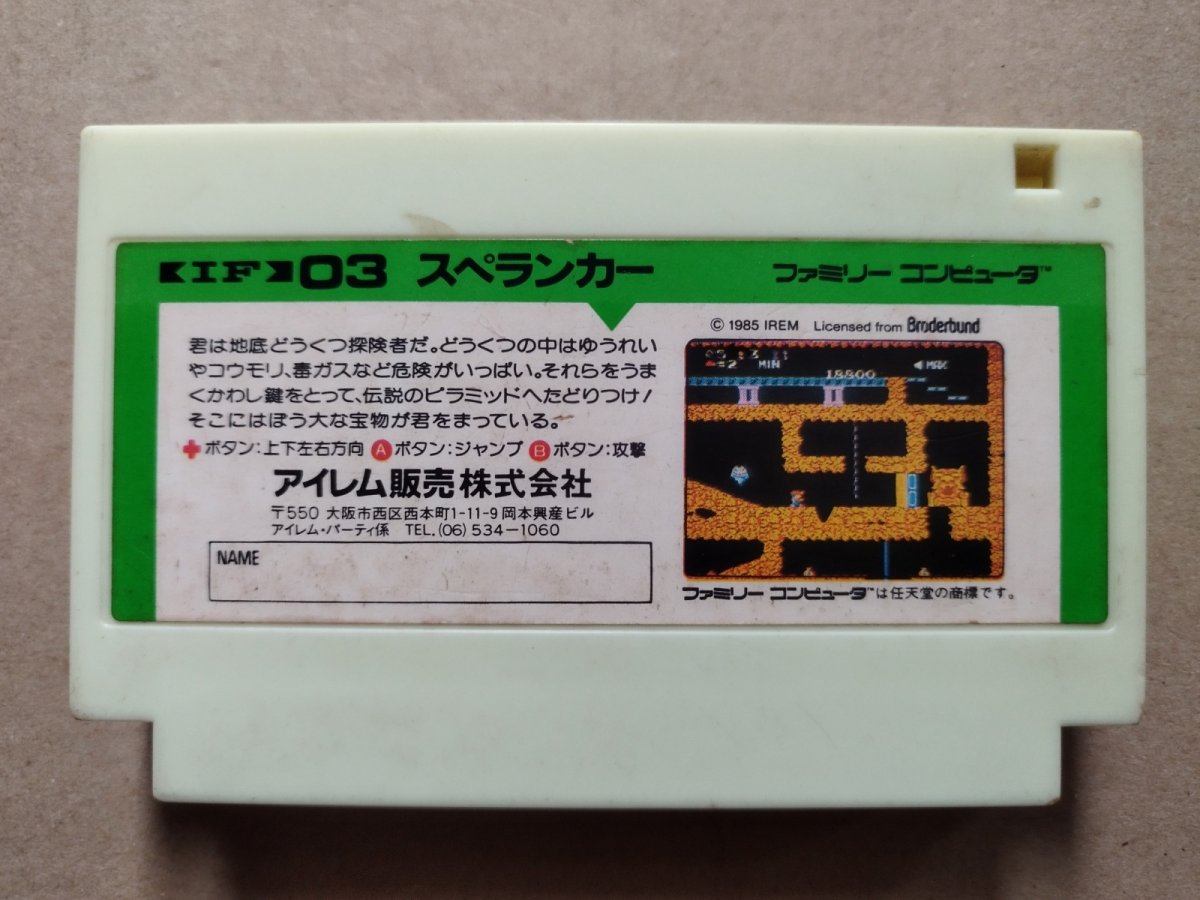 【IF】03 スペランカー ファミリー コンピュータ™
© 1985 IREM Licensed from Brøderbund
君は地底どうくつ探険者だ。どうくつの中はゆうれい
やコウモリ、毒ガスなど危険がいっぱい。それらをうま
くかわし鍵をとって、伝説のピラミッドへたどりつけ!
そこにはぼう大な宝物が君をまっている。
✚ボタン:上下左右方向 Ⓐボタン:ジャンプ Ⓑボタン:攻撃
アイレム販売株式会社
〒550 大阪市西区西本町1-11-9岡本興産ビル
アイレム・パーティ係 TEL.(06)534-1060
NAME
=2 MIN 18800 ◀MAX
ファミリー コンピュータ™は任天堂の商標です。